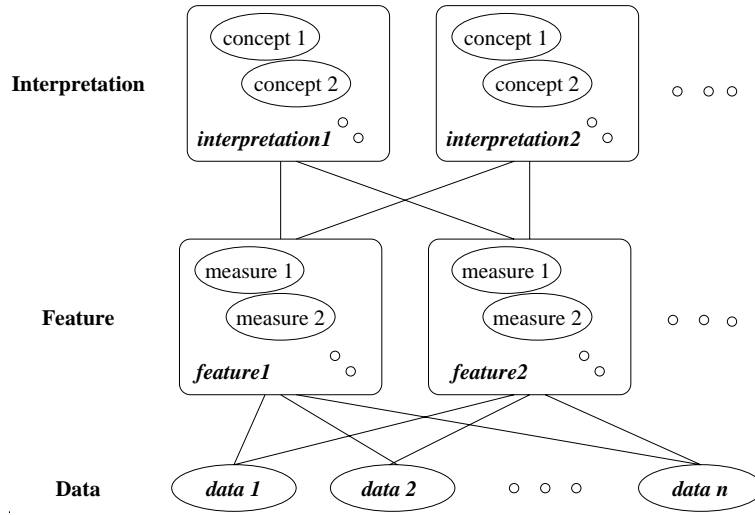 concept 1
concept 2
interpretation1
concept 1
concept 2
interpretation2
Interpretation
measure 1
measure 2
feature1
measure 1
measure 2
feature2
Feature
Data
data 1
data 2
data n